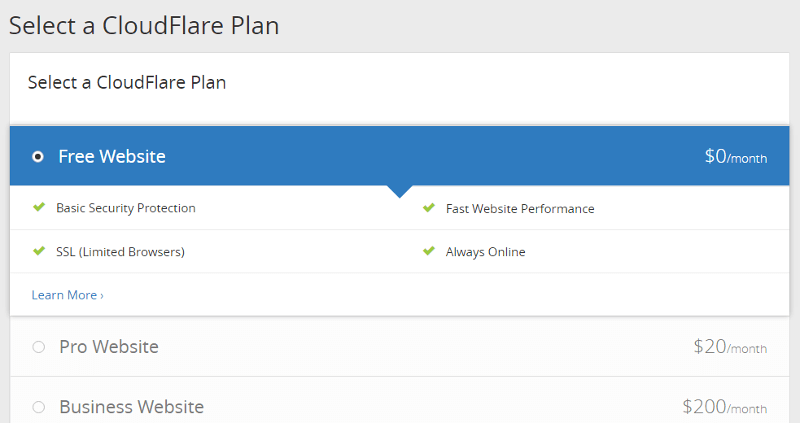 Select a CloudFlare Plan
Select a CloudFlare Plan
Free Website $0/month
Basic Security Protection Fast Website Performance
SSL (Limited Browsers) Always Online
Learn More ›
Pro Website $20/month
Business Website $200/month